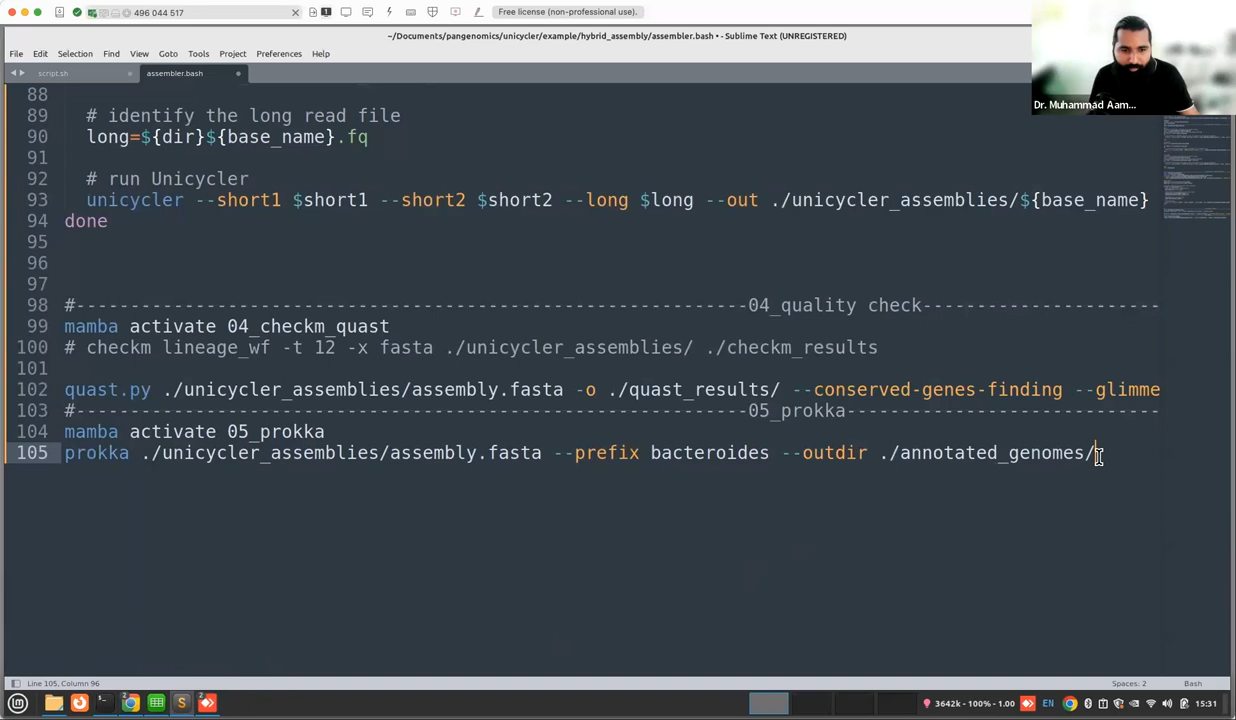 496 044 517
Free license (non-professional use).
~/Documents/pangenomics/unicycler/example/hybrid_assembly/assembler.bash • - Sublime Text (UNREGISTERED)
File Edit Selection Find View Goto Tools Project Preferences Help
script.sh assembler.bash
Dr. Muhammad Aam...
88
89 # identify the long read file
90 long=${dir}${base_name}.fq
91
92 # run Unicycler
93 unicycler --short1 $short1 --short2 $short2 --long $long --out ./unicycler_assemblies/${base_name}
94 done
95
96
97
98 #--------------------------------------------------------------04_quality check----------------------
99 mamba activate 04_checkm_quast
100 # checkm lineage_wf -t 12 -x fasta ./unicycler_assemblies/ ./checkm_results
101
102 quast.py ./unicycler_assemblies/assembly.fasta -o ./quast_results/ --conserved-genes-finding --glimme
103 #--------------------------------------------------------------05_prokka-----------------------------
104 mamba activate 05_prokka
105 prokka ./unicycler_assemblies/assembly.fasta --prefix bacteroides --outdir ./annotated_genomes/
Line 105, Column 96
Spaces: 2 Bash
3642k - 100% - 1.00 EN 15:31